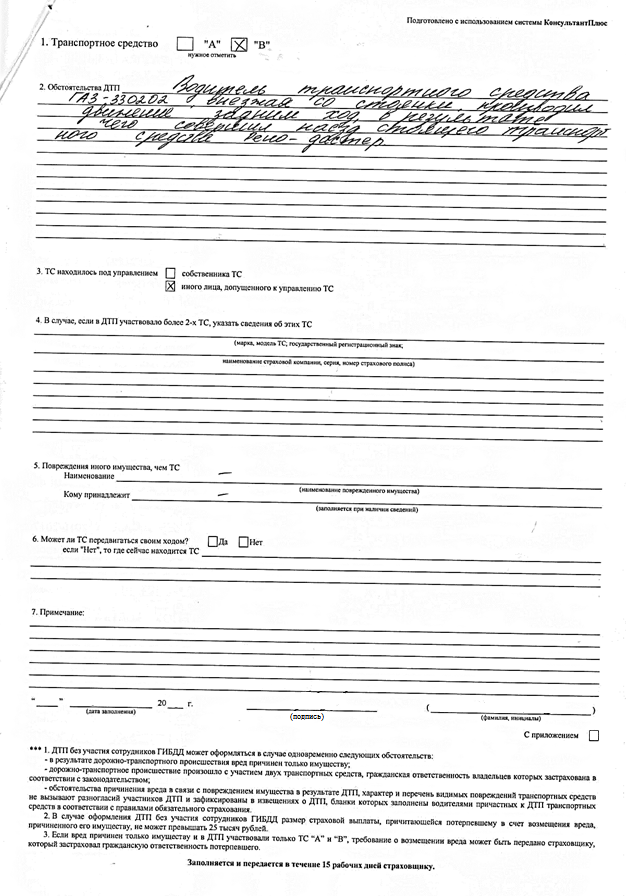 Подготовлено с использованием системы КонсультантПлюс
1. Транспортное средство "А" X "В"
нужное отметить
2. Обстоятельства ДТП Водитель транспортного средства
ГАЗ-330202, выезжая со стоянки, производил
движение задним ход, в результате
чего совершил наезд стоящего транспорт
ного средства Рено-дастер
3. ТС находилось под управлением собственника ТС
X иного лица, допущенного к управлению ТС
4. В случае, если в ДТП участвовало более 2-х ТС, указать сведения об этих ТС
(марка, модель ТС; государственный регистрационный знак;
наименование страховой компании, серия, номер страхового полиса)
5. Повреждения иного имущества, чем ТС
Наименование —
(наименование поврежденного имущества)
Кому принадлежит —
(заполняется при наличии сведений)
6. Может ли ТС передвигаться своим ходом? Да Нет
если "Нет", то где сейчас находится ТС
7. Примечание:
"___" ______ 20___ г. (______)
(дата заполнения) (подпись) (фамилия, инициалы)
С приложением
*** 1. ДТП без участия сотрудников ГИБДД может оформляться в случае одновременно следующих обстоятельств:
- в результате дорожно-транспортного происшествия вред причинен только имуществу;
- дорожно-транспортное происшествие произошло с участием двух транспортных средств, гражданская ответственность владельцев которых застрахована в
соответствии с законодательством;
- обстоятельства причинения вреда в связи с повреждением имущества в результате ДТП, характер и перечень видимых повреждений транспортных средств
не вызывают разногласий участников ДТП и зафиксированы в извещении о ДТП, бланки которых заполнены водителями причастных к ДТП транспортных
средств в соответствии с правилами обязательного страхования.
2. В случае оформления ДТП без участия сотрудников ГИБДД размер страховой выплаты, причитающейся потерпевшему в счет возмещения вреда,
причиненного его имуществу, не может превышать 25 тысяч рублей.
3. Если вред причинен только имуществу и в ДТП участвовали только ТС "А" и "В", требование о возмещении вреда может быть передано страховщику,
который застраховал гражданскую ответственность потерпевшего.
Заполняется и передается в течение 15 рабочих дней страховщику.